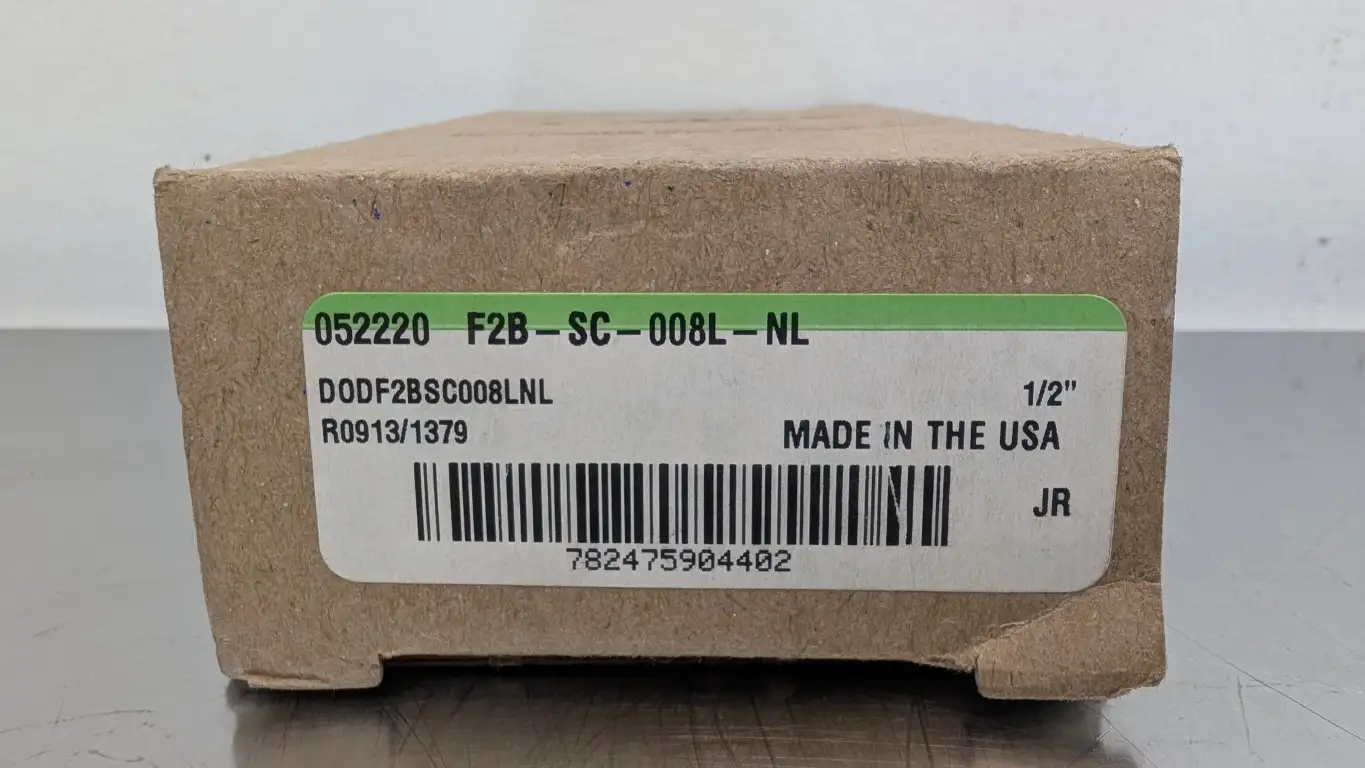 052220 F2B-SC-008L-NL
DODF2BSC008LNL
1/2"
R0913/1379
MADE IN THE USA
JR
782475904402